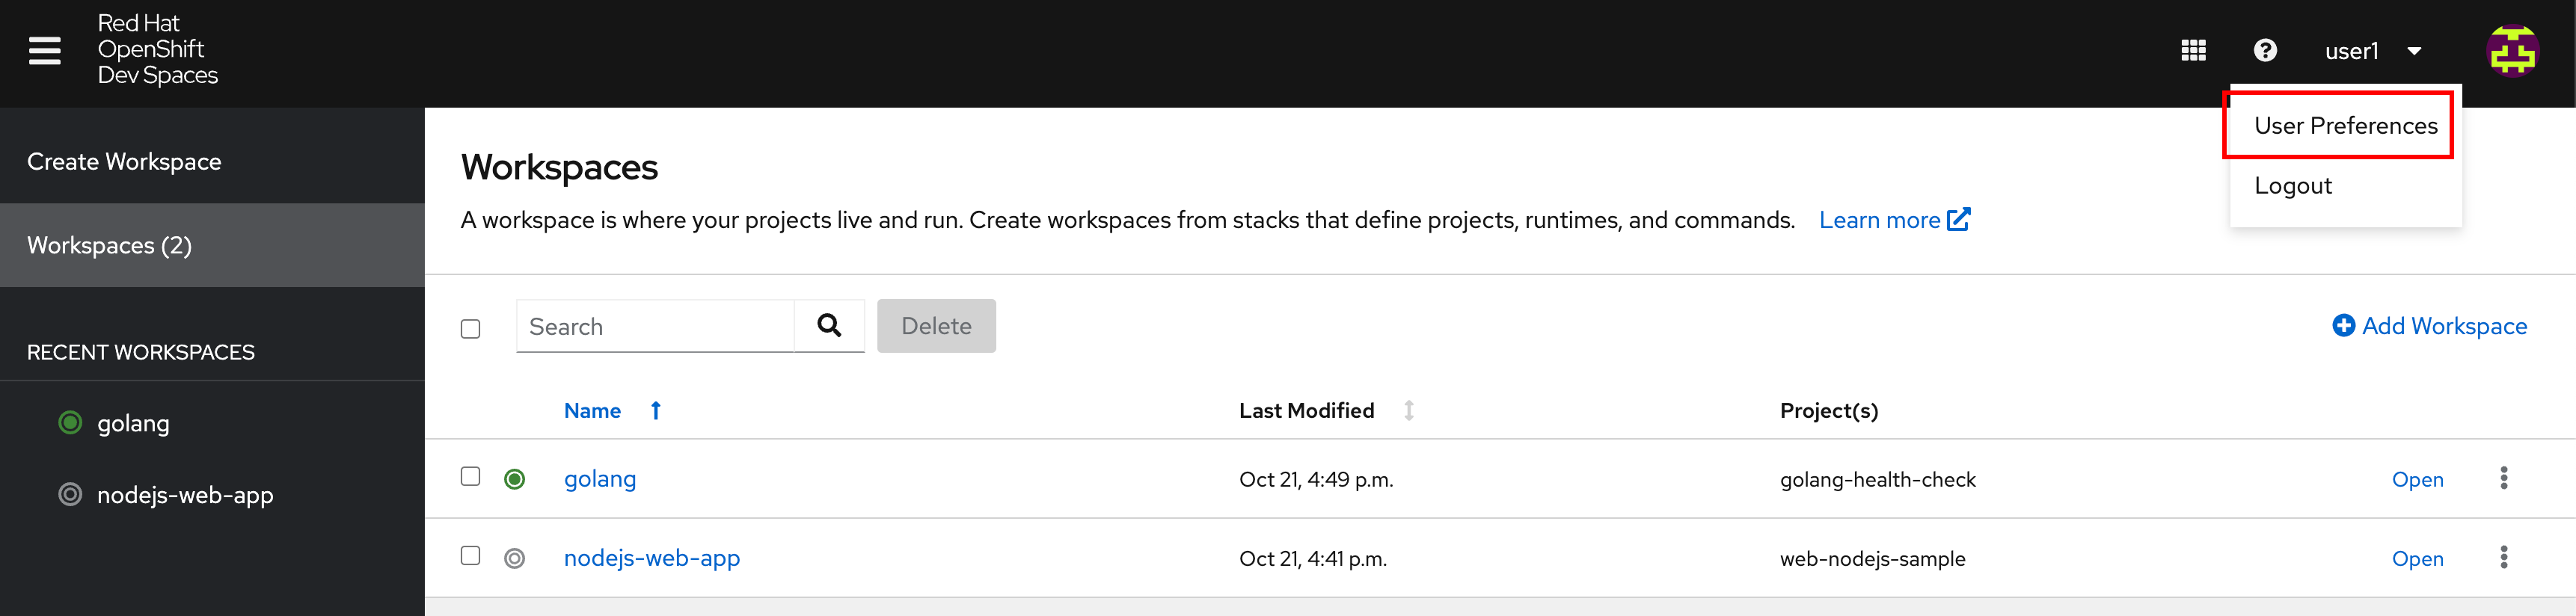 Red Hat
OpenShift
Dev Spaces
user1
User Preferences
Logout
Create Workspace
Workspaces (2)
RECENT WORKSPACES
golang
nodejs-web-app
Workspaces
A workspace is where your projects live and run. Create workspaces from stacks that define projects, runtimes, and commands. Learn more
Search
Delete
Add Workspace
Name Last Modified Project(s)
golang Oct 21, 4:49 p.m. golang-health-check Open
nodejs-web-app Oct 21, 4:41 p.m. web-nodejs-sample Open